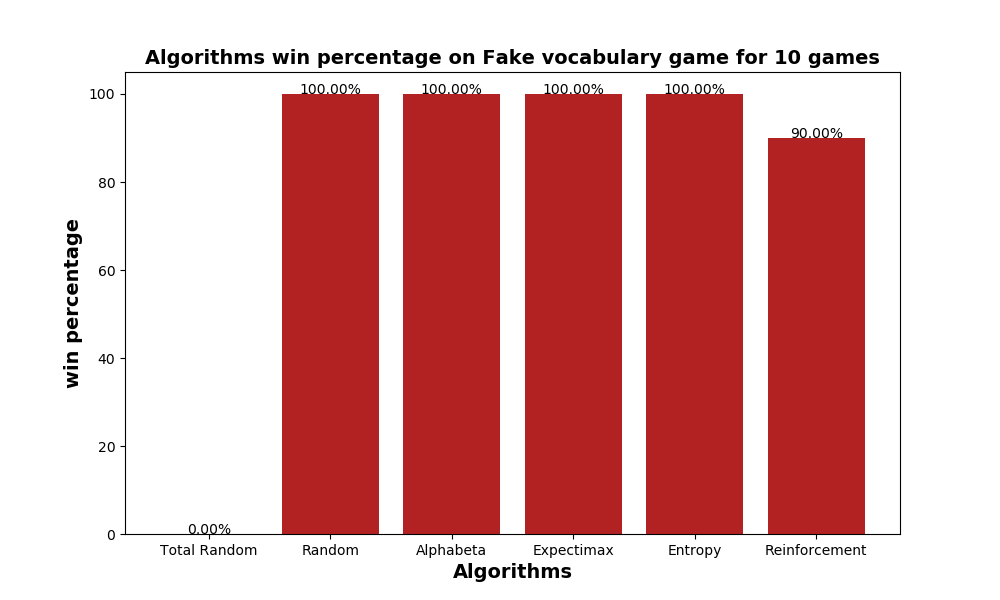 Algorithms win percentage on Fake vocabulary game for 10 games
win percentage
100
80
60
40
20
0
0.00%
100.00%
100.00%
100.00%
100.00%
90.00%
Total Random
Random
Alphabeta
Expectimax
Entropy
Reinforcement
Algorithms